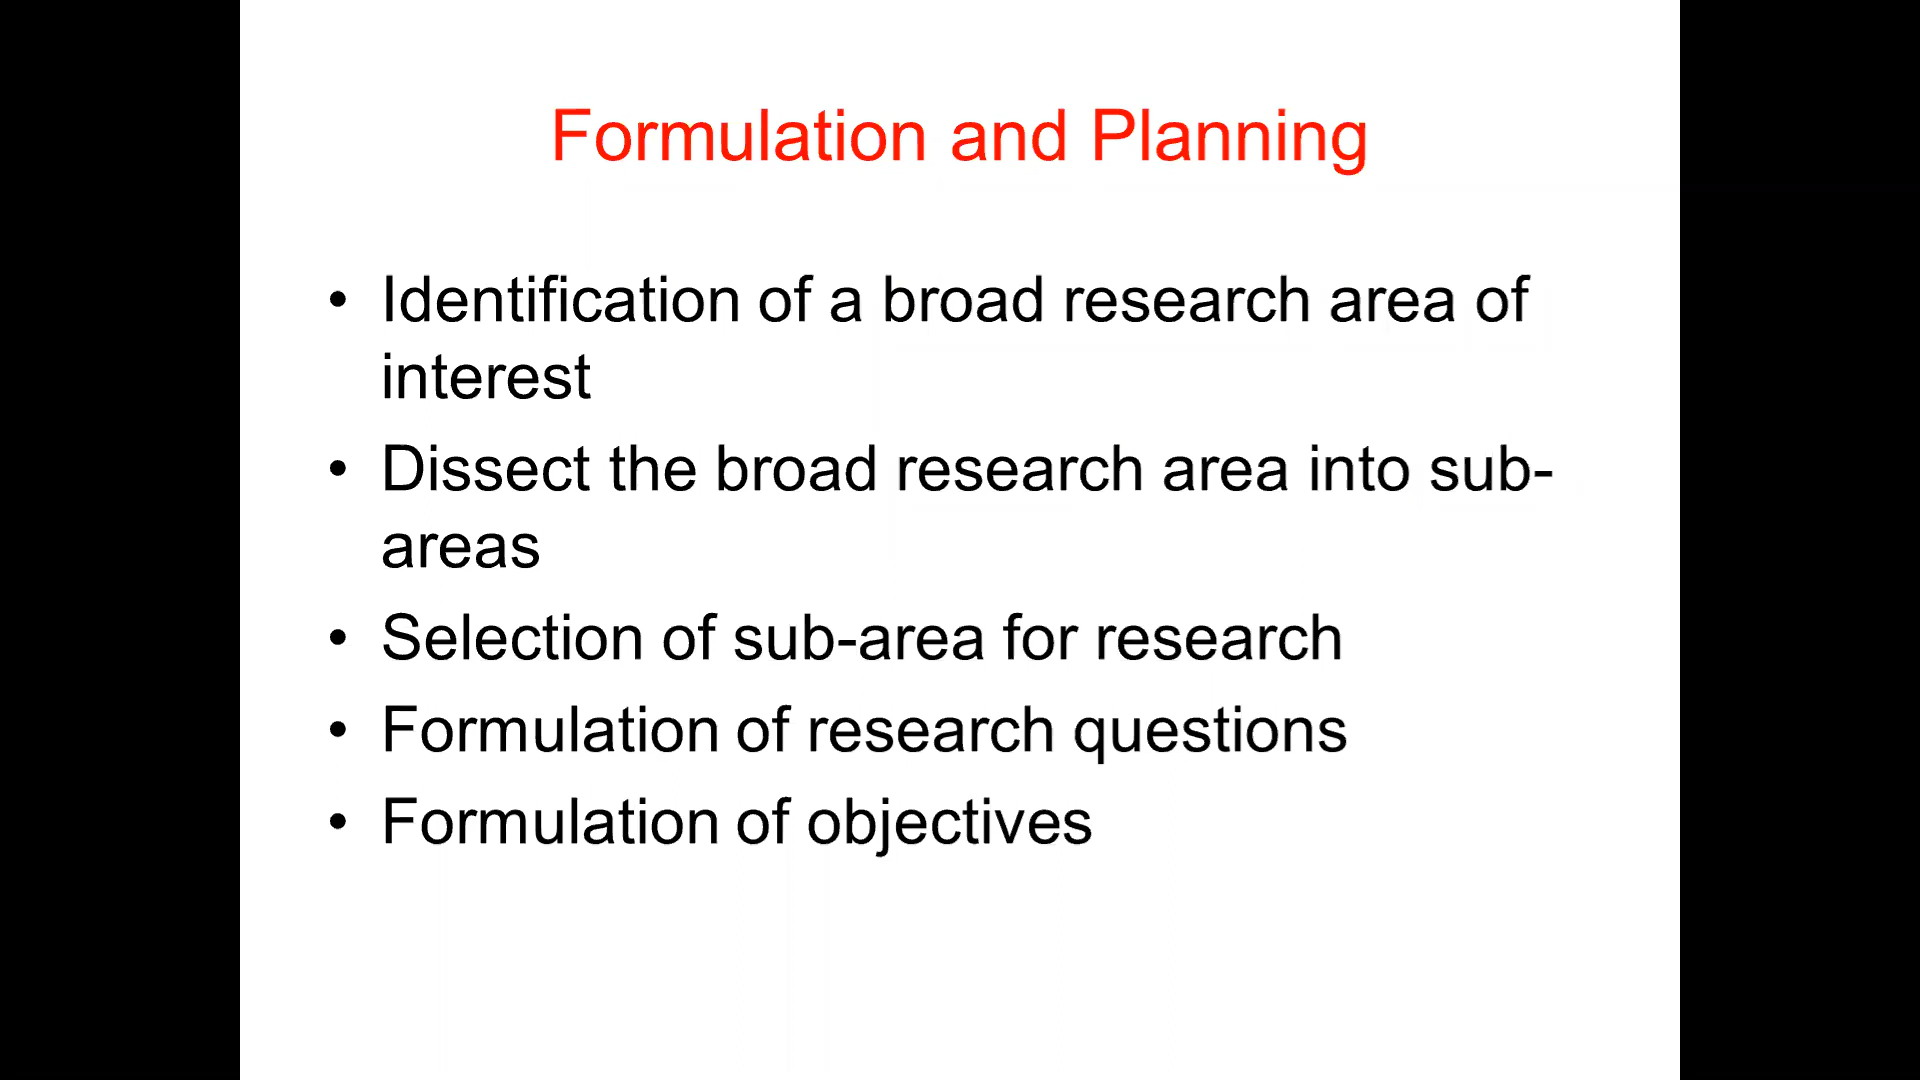 Formulation and Planning
• Identification of a broad research area of
interest
• Dissect the broad research area into sub-
areas
• Selection of sub-area for research
• Formulation of research questions
• Formulation of objectives